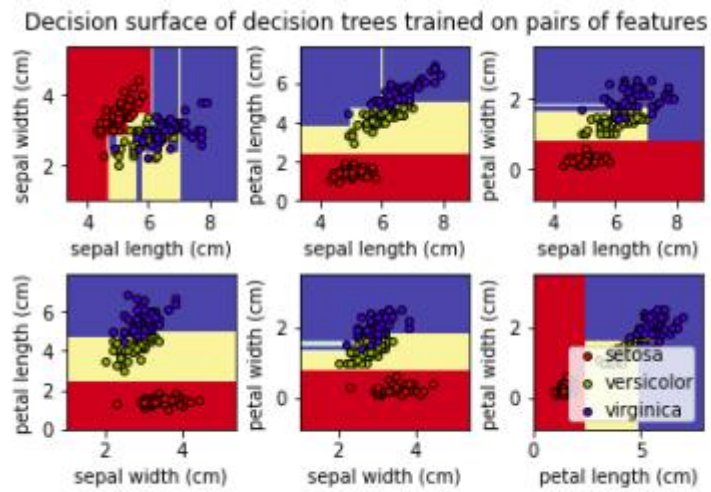 Decision surface of decision trees trained on pairs of features
sepal width (cm)
4
2
4 6 8
sepal length (cm)
petal length (cm)
6
4
2
0
4 6 8
sepal length (cm)
petal width (cm)
2
0
4 6 8
sepal length (cm)
petal length (cm)
6
4
2
0
2 4
sepal width (cm)
petal width (cm)
2
0
2 4
sepal width (cm)
petal width (cm)
2
0
0 5
petal length (cm)
setosa
versicolor
virginica